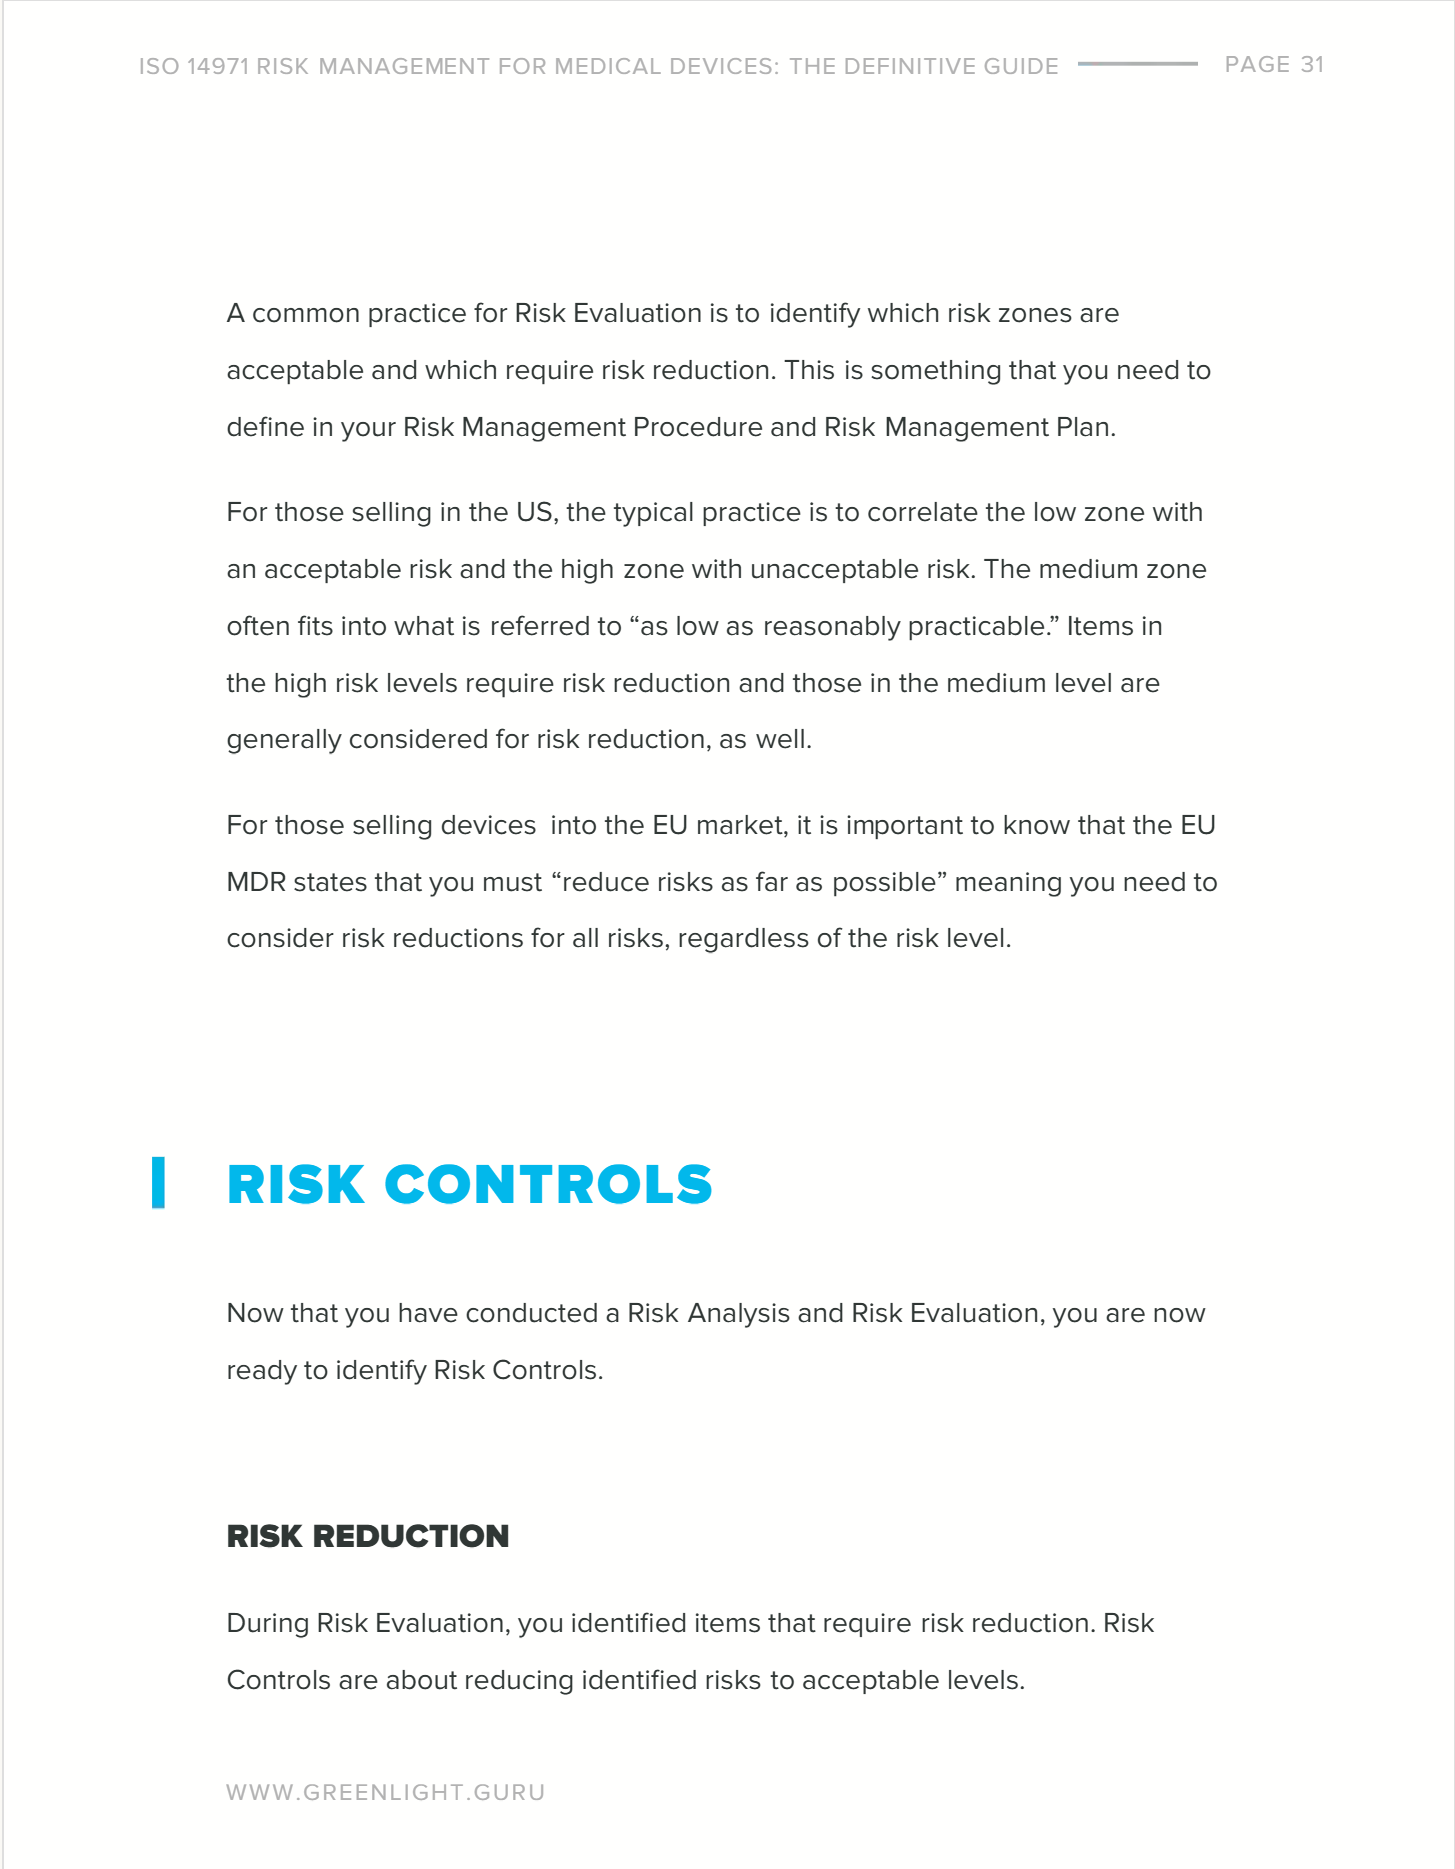 ISO 14971 RISK MANAGEMENT FOR MEDICAL DEVICES: THE DEFINITIVE GUIDE PAGE 31
A common practice for Risk Evaluation is to identify which risk zones are
acceptable and which require risk reduction. This is something that you need to
define in your Risk Management Procedure and Risk Management Plan.
For those selling in the US, the typical practice is to correlate the low zone with
an acceptable risk and the high zone with unacceptable risk. The medium zone
often fits into what is referred to “as low as reasonably practicable.” Items in
the high risk levels require risk reduction and those in the medium level are
generally considered for risk reduction, as well.
For those selling devices into the EU market, it is important to know that the EU
MDR states that you must “reduce risks as far as possible” meaning you need to
consider risk reductions for all risks, regardless of the risk level.
RISK CONTROLS
Now that you have conducted a Risk Analysis and Risk Evaluation, you are now
ready to identify Risk Controls.
RISK REDUCTION
During Risk Evaluation, you identified items that require risk reduction. Risk
Controls are about reducing identified risks to acceptable levels.
WWW.GREENLIGHT.GURU